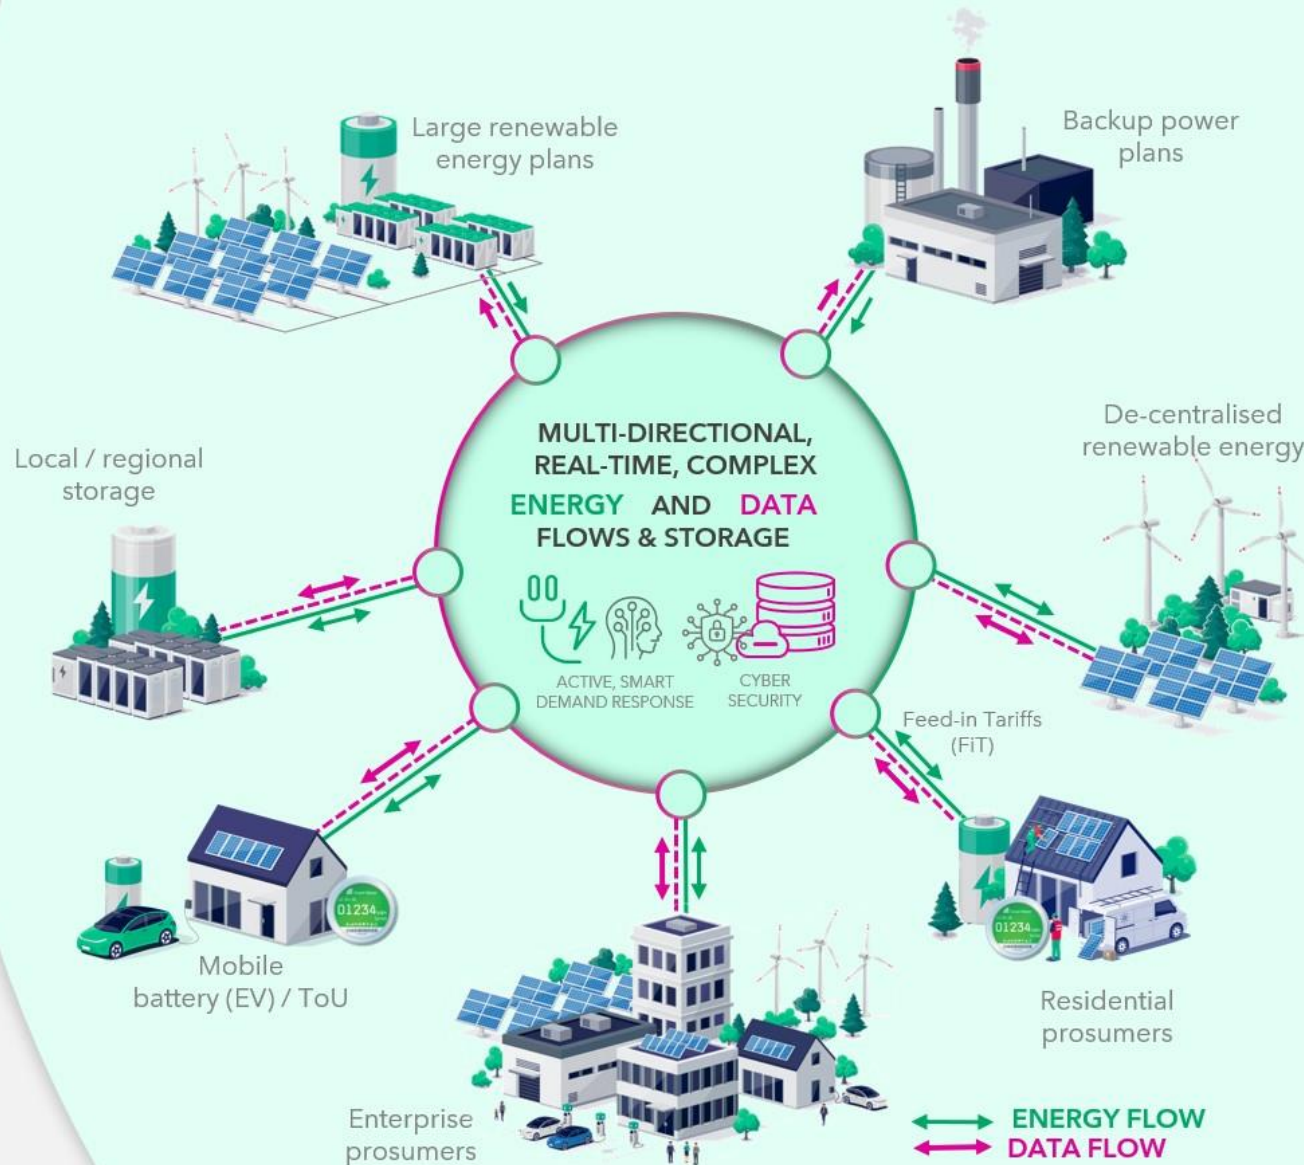 Large renewable
energy plans
Backup power
plans
De-centralised
renewable energy
Local / regional
storage
MULTI-DIRECTIONAL,
REAL-TIME, COMPLEX
ENERGY AND DATA
FLOWS & STORAGE
ACTIVE, SMART
DEMAND RESPONSE
CYBER
SECURITY
Feed-in Tariffs
(FiT)
01234
Mobile
battery (EV) / ToU
01234
Residential
prosumers
Enterprise
prosumers
ENERGY FLOW
DATA FLOW